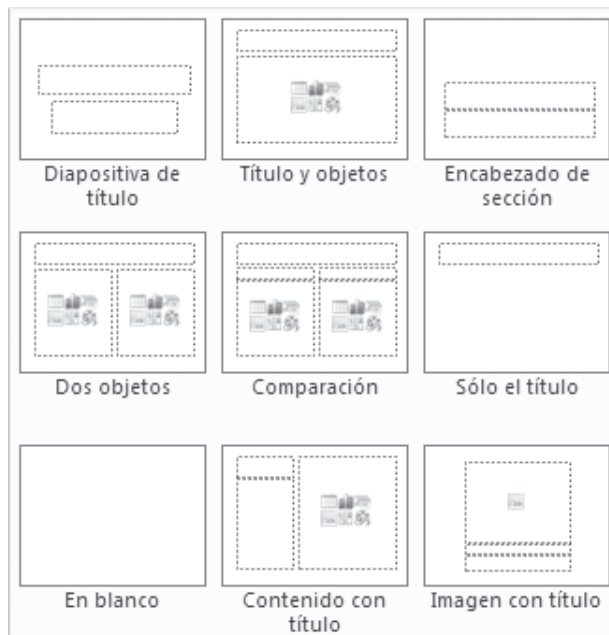 Diapositiva de
título
Título y objetos
Encabezado de
sección
Dos objetos
Comparación
Sólo el título
En blanco
Contenido con
título
Imagen con título